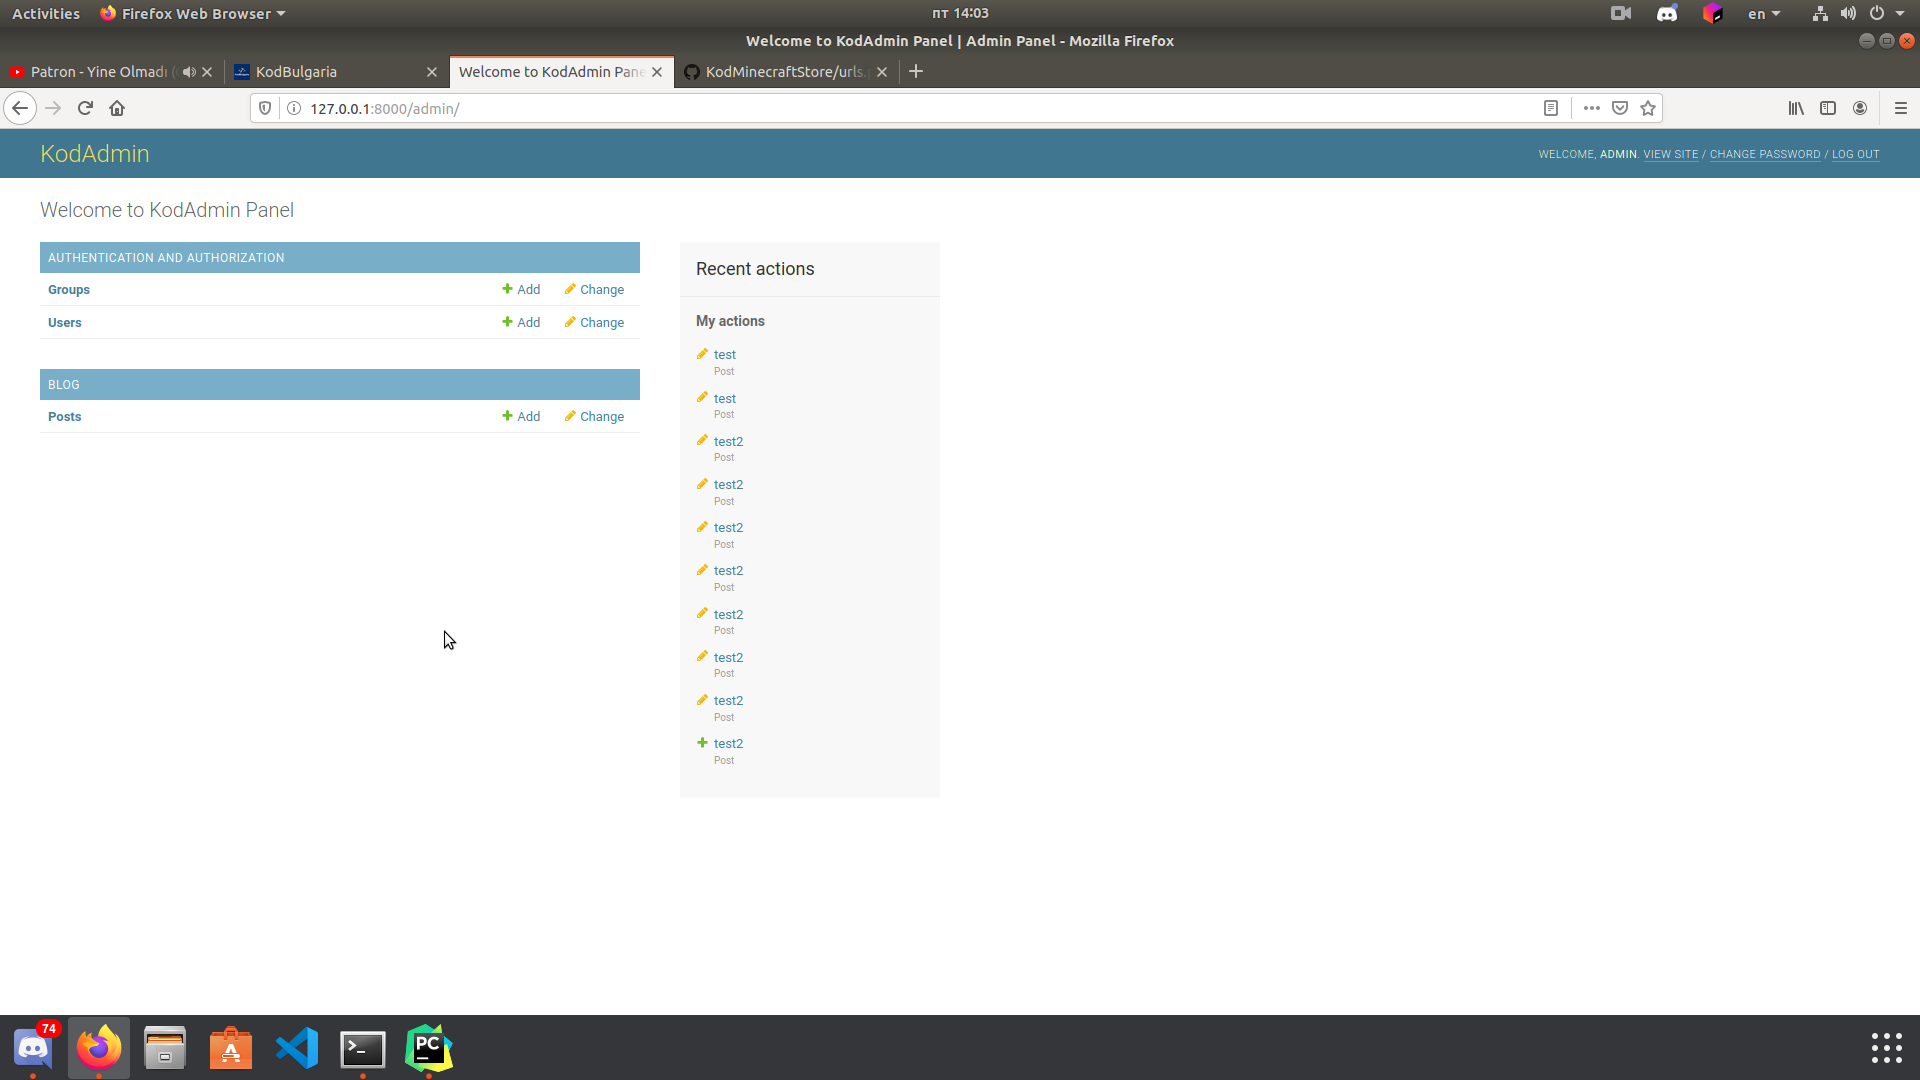 Activities
Firefox Web Browser
пт 14:03
en
Welcome to KodAdmin Panel | Admin Panel - Mozilla Firefox
Patron - Yine Olmadı (
KodBulgaria
Welcome to KodAdmin Pane
KodMinecraftStore/urls.p
127.0.0.1:8000/admin/
KodAdmin
WELCOME, ADMIN. VIEW SITE / CHANGE PASSWORD / LOG OUT
Welcome to KodAdmin Panel
AUTHENTICATION AND AUTHORIZATION
Groups Add Change
Users Add Change
BLOG
Posts Add Change
Recent actions
My actions
test
Post
test
Post
test2
Post
test2
Post
test2
Post
test2
Post
test2
Post
test2
Post
test2
Post
test2
Post
74
>_
PC